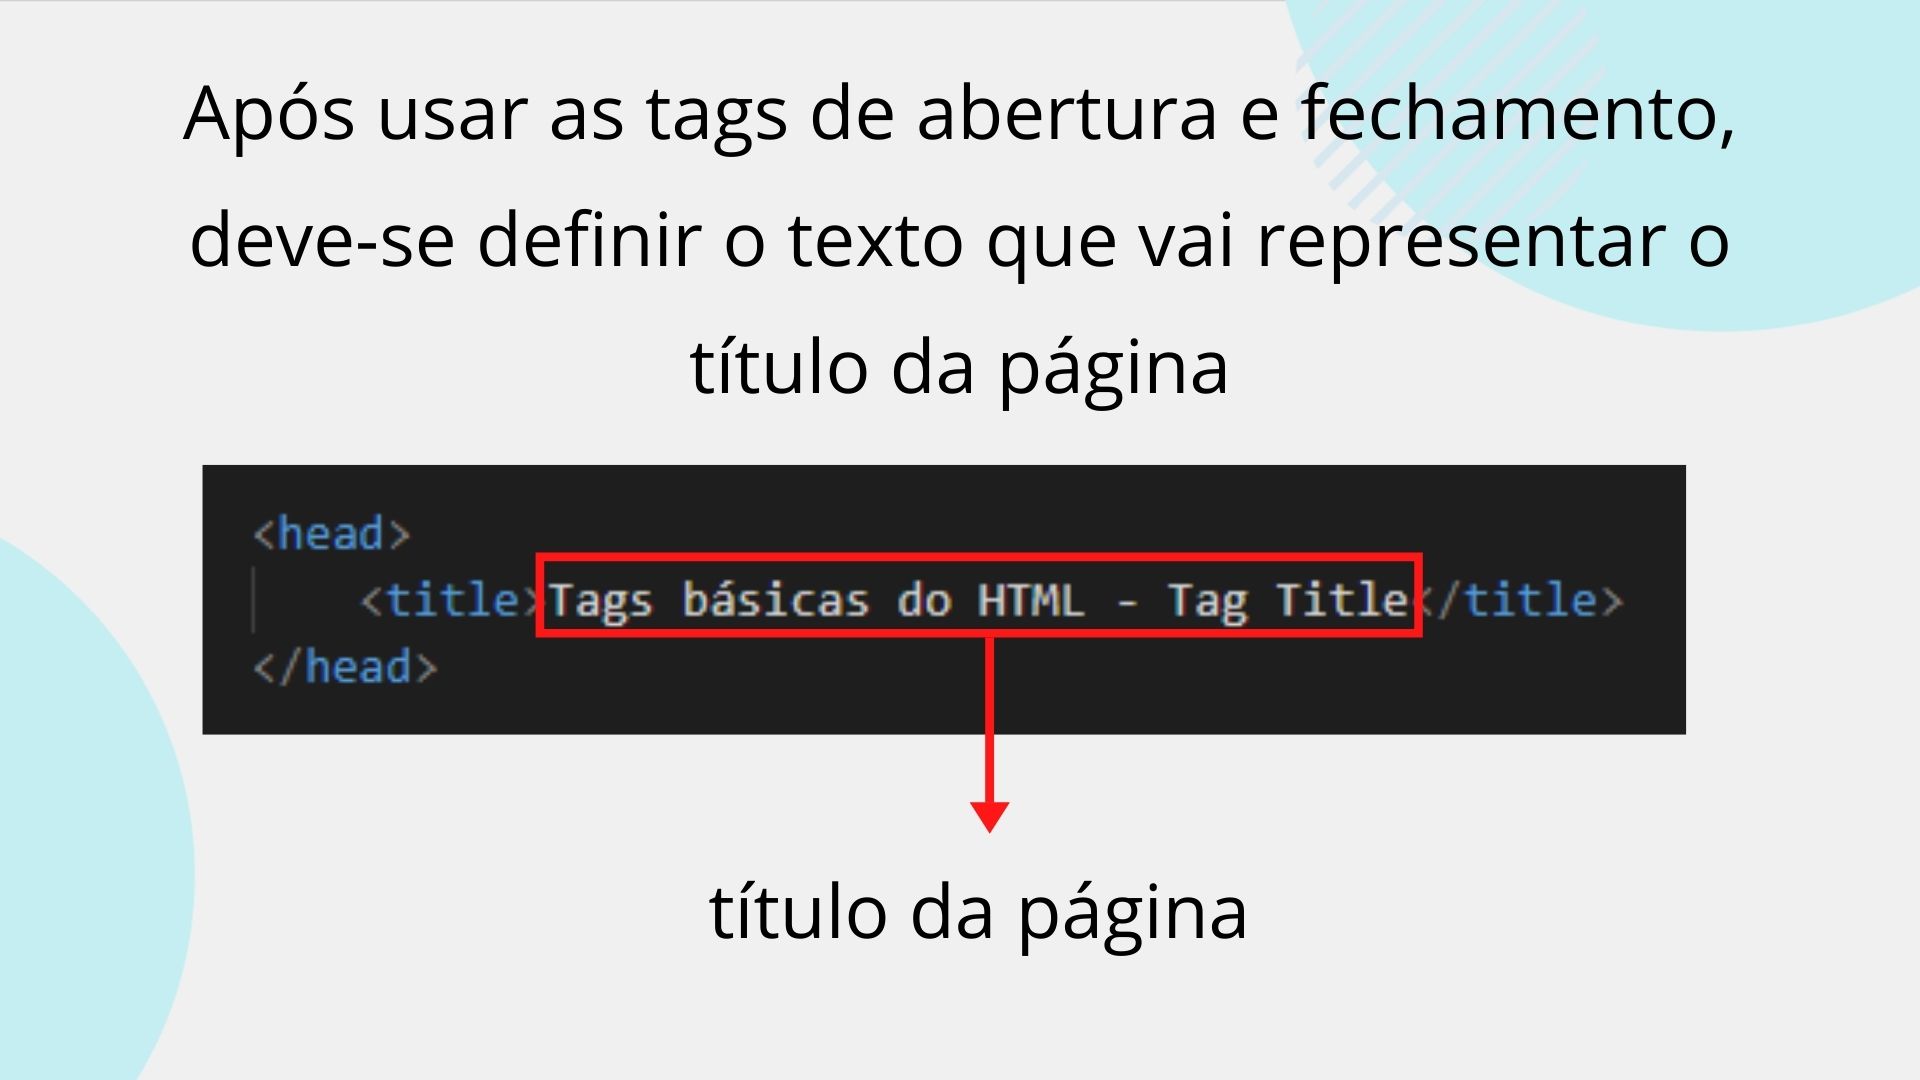 Após usar as tags de abertura e fechamento,
deve-se definir o texto que vai representar o
título da página
<head>
<title>Tags básicas do HTML - Tag Title</title>
</head>
título da página